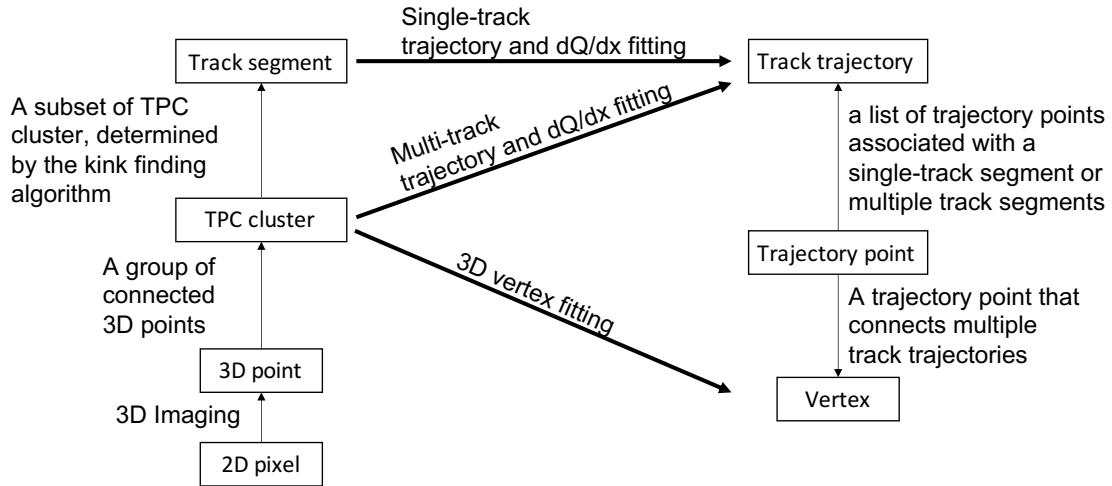 Single-track
trajectory and dQ/dx fitting
Track segment
Track trajectory
A subset of TPC
cluster, determined
by the kink finding
algorithm
Multi-track
trajectory and dQ/dx fitting
a list of trajectory points
associated with a
single-track segment or
multiple track segments
TPC cluster
Trajectory point
A group of
connected
3D points
3D vertex fitting
A trajectory point that
connects multiple
track trajectories
3D point
Vertex
3D Imaging
2D pixel